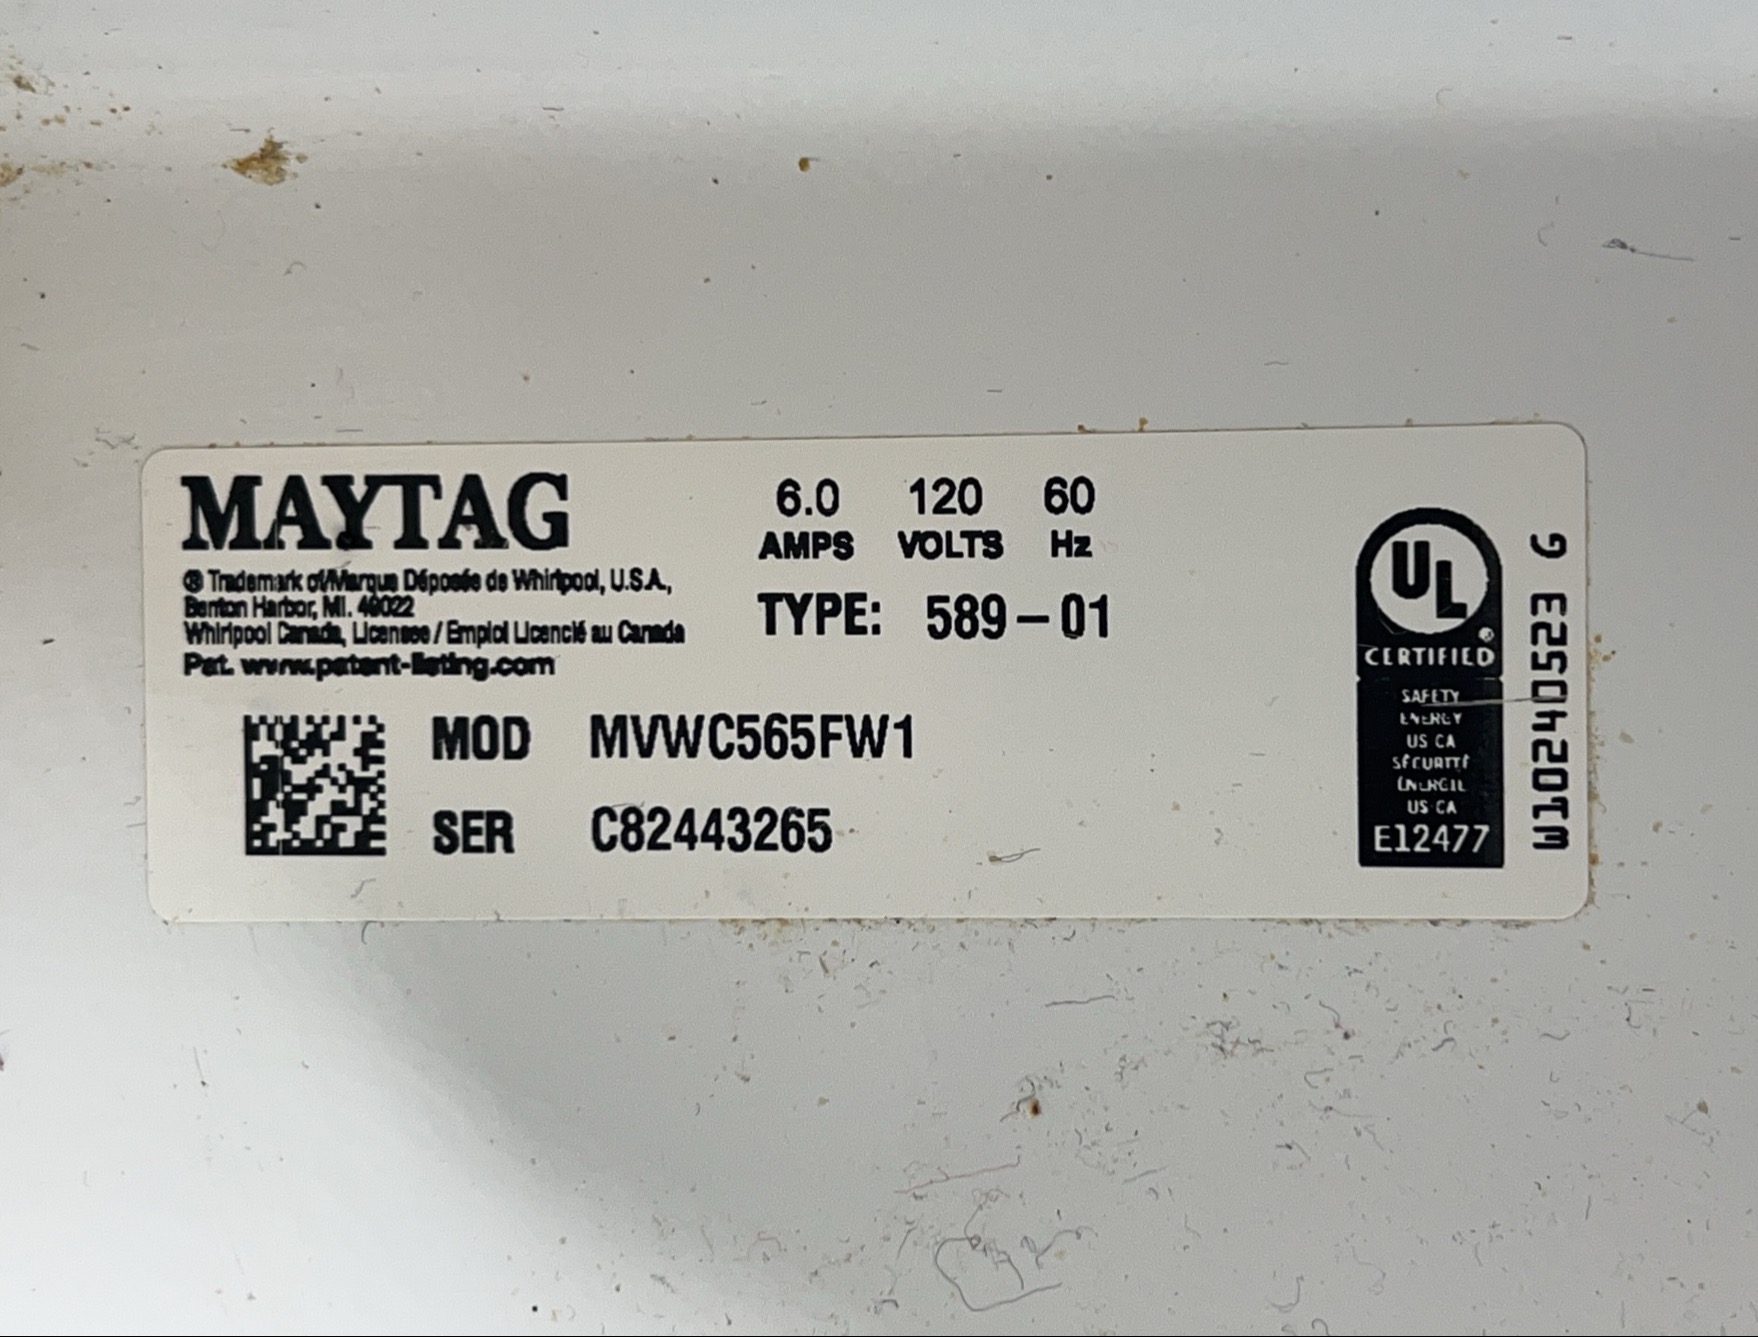 MAYTAG
® Trademark of/Marque Déposée de Whirlpool, U.S.A.,
Benton Harbor, MI. 49022
Whirlpool Canada, Licensee / Emploi Licencié au Canada
Pat. www.patent-listing.com
6.0 120 60
AMPS VOLTS Hz
TYPE: 589-01
MOD MVWC565FW1
SER C82443265
UL
®
CERTIFIED
SAFETY
ENERGY
US CA
SÉCURITÉ
ÉNERGIE
US CA
E12477
W10240523 G